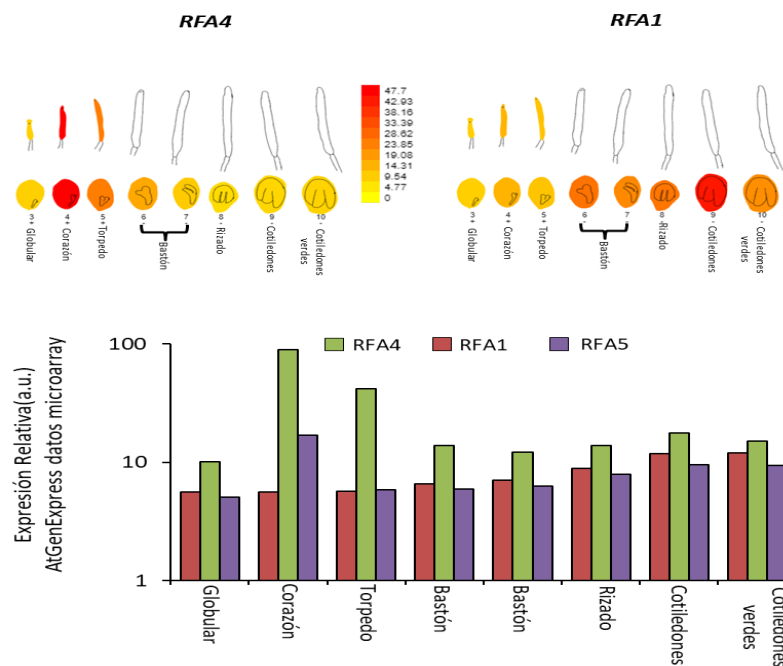 RFA4
RFA1
47.7
42.93
38.16
33.39
28.62
23.85
19.08
14.31
9.54
4.77
0
3 + Globular
4 + Corazón
5 + Torpedo
6 -
7 -
Bastón
8 - Rizado
9 - Cotiledones
10 - Cotiledones verdes
3 + Globular
4 + Corazón
5 + Torpedo
6 -
7 -
Bastón
8 -Rizado
9 - Cotiledones
10 - Cotiledones verdes
Expresión Relativa(a.u.)
AtGenExpress datos microarray
100
10
1
RFA4
RFA1
RFA5
Globular
Corazón
Torpedo
Bastón
Bastón
Rizado
Cotiledones
Cotiledones
verdes